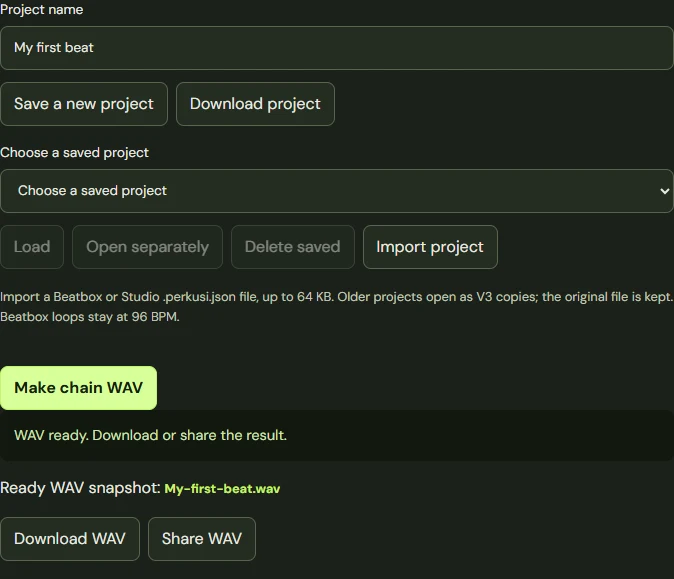 Project name
My first beat
Save a new project Download project
Choose a saved project
Choose a saved project
Load Open separately Delete saved Import project
Import a Beatbox or Studio .perkusi.json file, up to 64 KB. Older projects open as V3 copies; the original file is kept.
Beatbox loops stay at 96 BPM.
Make chain WAV
WAV ready. Download or share the result.
Ready WAV snapshot: My-first-beat.wav
Download WAV Share WAV